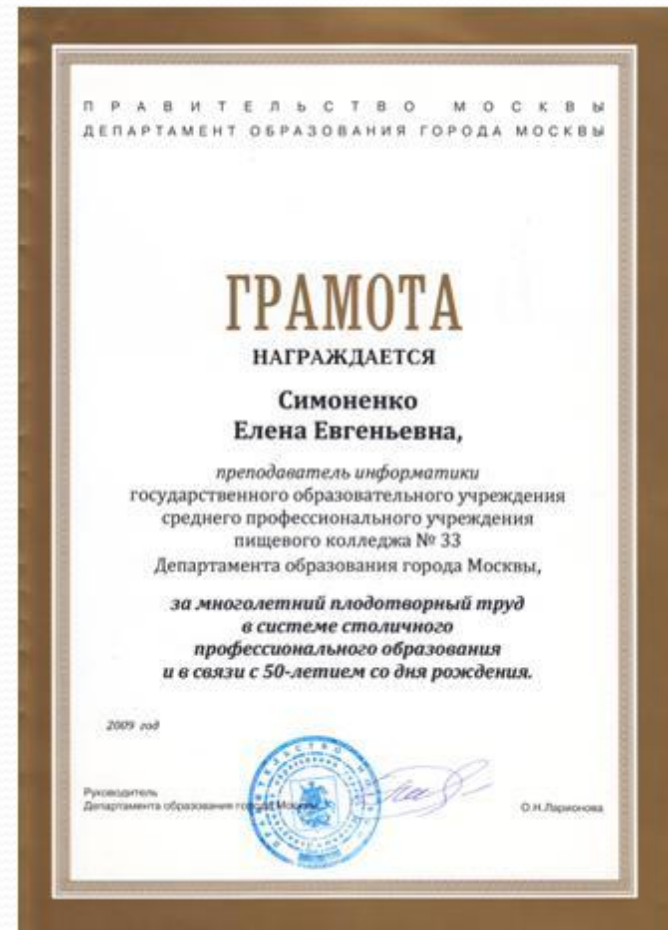 ПРАВИТЕЛЬСТВО МОСКВЫ
ДЕПАРТАМЕНТ ОБРАЗОВАНИЯ ГОРОДА МОСКВЫ
ГРАМОТА
НАГРАЖДАЕТСЯ
Симоненко
Елена Евгеньевна,
преподаватель информатики
государственного образовательного учреждения
среднего профессионального учреждения
пищевого колледжа № 33
Департамента образования города Москвы,
за многолетний плодотворный труд
в системе столичного
профессионального образования
и в связи с 50-летием со дня рождения.
2009 год
Руководитель
Департамента образования города Москвы
О.Н.Ларионова